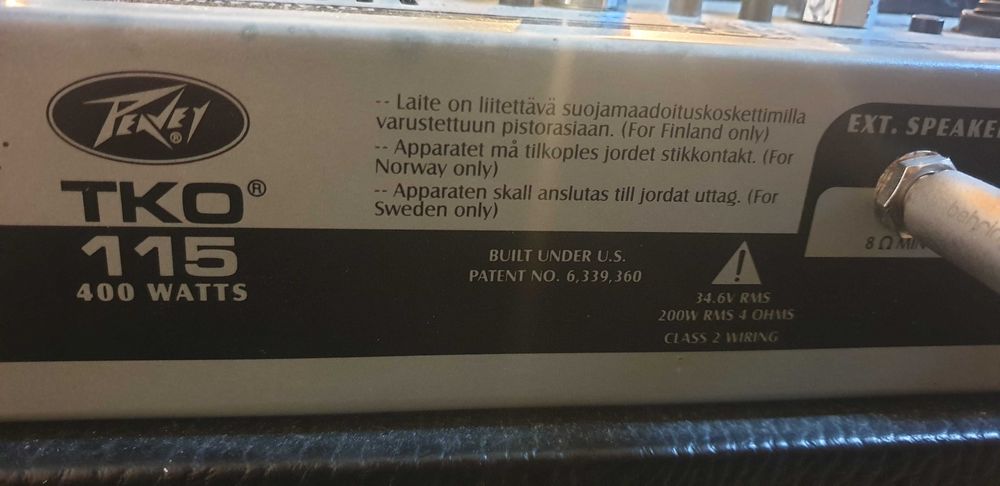 PEAVEY®
TKO®
115
400 WATTS
-- Laite on liitettävä suojamaadoituskoskettimilla
varustettuun pistorasiaan. (For Finland only)
-- Apparatet må tilkoples jordet stikkontakt. (For
Norway only)
-- Apparaten skall anslutas till jordat uttag. (For
Sweden only)
BUILT UNDER U.S.
PATENT NO. 6,339,360
34.6V RMS
200W RMS 4 OHMS
CLASS 2 WIRING
EXT. SPEAKE
8 Ω MIN